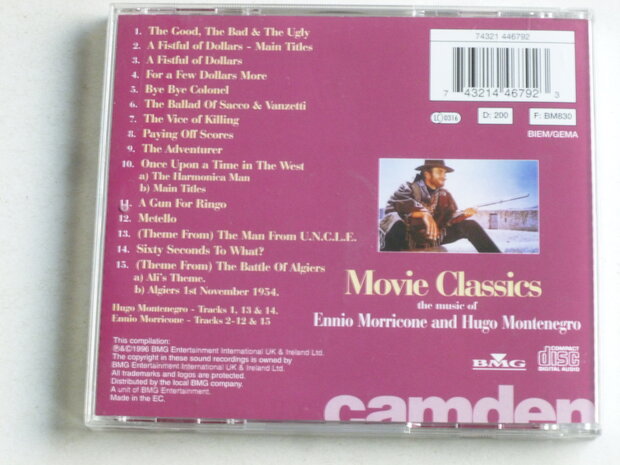 1. The Good, The Bad & The Ugly
2. A Fistful of Dollars - Main Titles
3. A Fistful of Dollars
4. For a Few Dollars More
5. Bye Bye Colonel
6. The Ballad Of Sacco & Vanzetti
7. The Vice of Killing
8. Paying Off Scores
9. The Adventurer
10. Once Upon a Time in The West
a) The Harmonica Man
b) Main Titles
11. A Gun For Ringo
12. Metello
13. (Theme From) The Man From U.N.C.L.E.
14. Sixty Seconds To What?
15. (Theme From) The Battle Of Algiers
a) Ali's Theme.
b) Algiers 1st November 1954.
Hugo Montenegro - Tracks 1, 13 & 14.
Ennio Morricone - Tracks 2-12 & 15
This compilation:
℗&©1996 BMG Entertainment International UK & Ireland Ltd.
The copyright in these sound recordings is owned by
BMG Entertainment International UK & Ireland Ltd.
All trademarks and logos are protected.
Distributed by the local BMG company.
A unit of BMG Entertainment.
Made in the EC.
74321 446792
7 43214 46792 3
LC 0316
D: 200
F: BM830
BIEM/GEMA
Movie Classics
the music of
Ennio Morricone and Hugo Montenegro
BMG
COMPACT
disc
DIGITAL AUDIO
camden